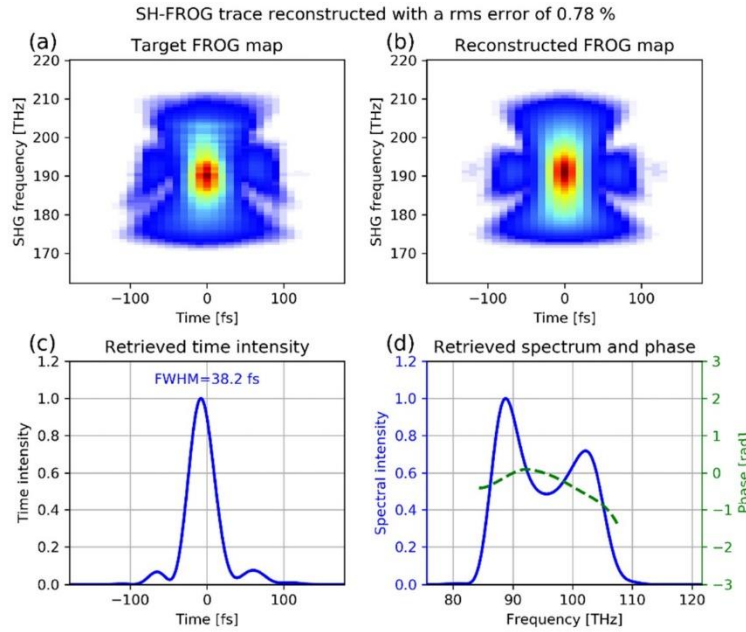 SH-FROG trace reconstructed with a rms error of 0.78 %
(a) Target FROG map
(b) Reconstructed FROG map
220
210
200
190
180
170
SHG frequency [THz]
−100 0 100
Time [fs]
220
210
200
190
180
170
SHG frequency [THz]
−100 0 100
Time [fs]
(c) Retrieved time intensity
(d) Retrieved spectrum and phase
1.2
1.0
0.8
0.6
0.4
0.2
0.0
Time intensity
FWHM=38.2 fs
−100 0 100
Time [fs]
1.2
1.0
0.8
0.6
0.4
0.2
0.0
Spectral intensity
3
2
1
0
−1
−2
−3
Phase [rad]
80 90 100 110 120
Frequency [THz]